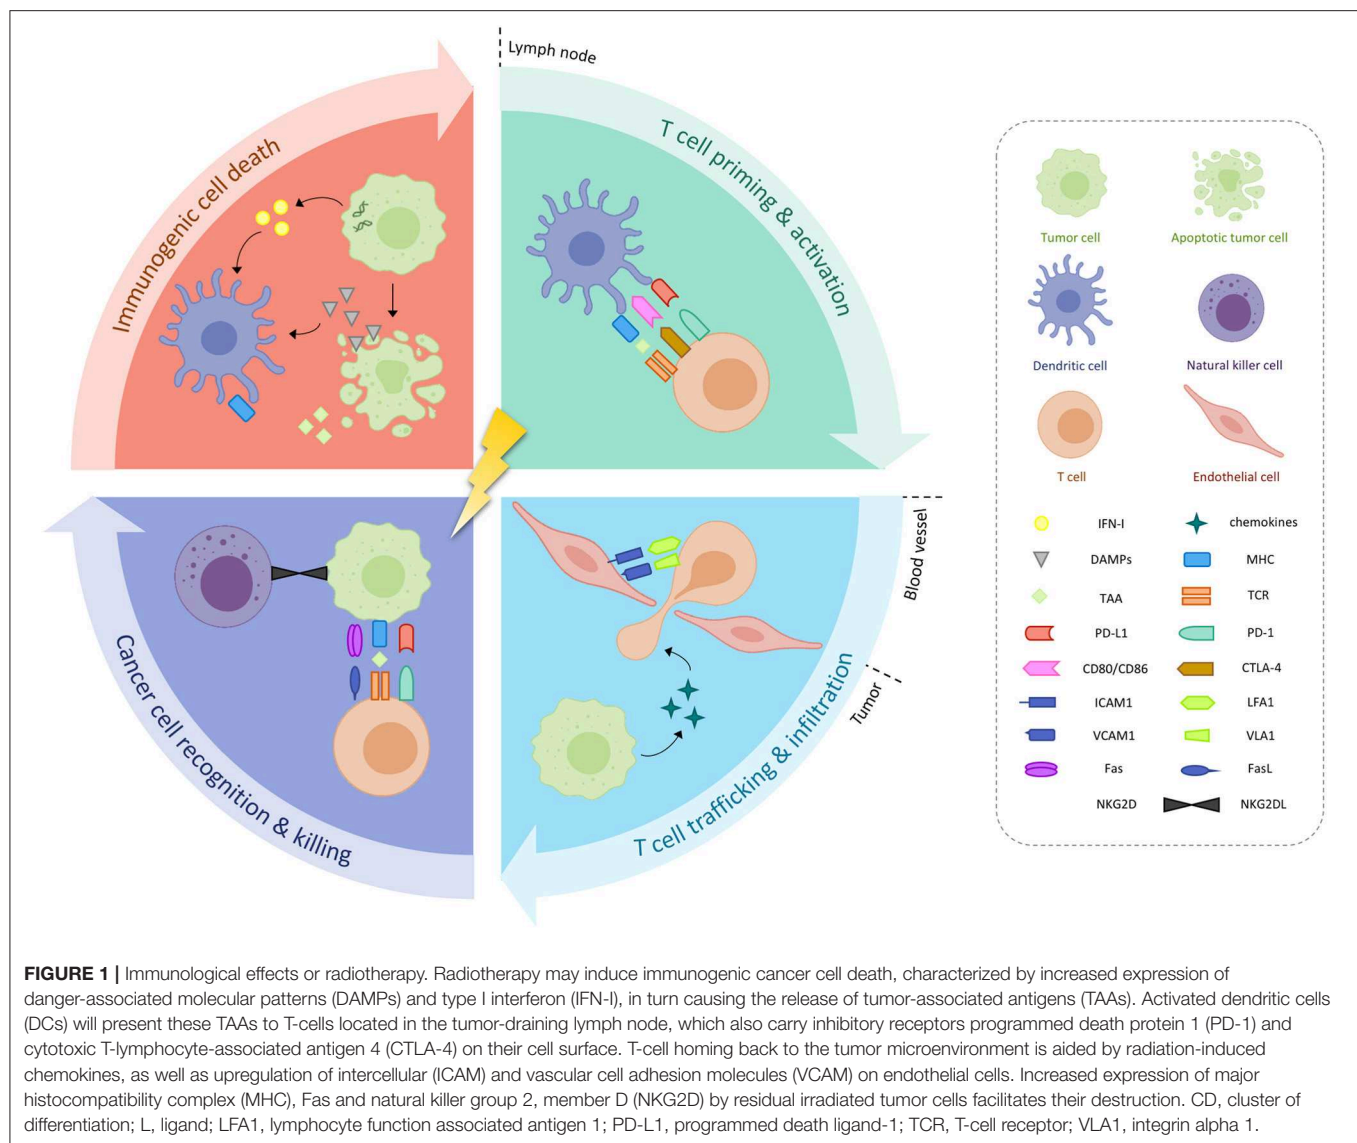 Lymph node
Immunogenic cell death
T cell priming & activation
Blood vessel
Tumor
T cell trafficking & infiltration
Cancer cell recognition & killing
Tumor cell
Apoptotic tumor cell
Dendritic cell
Natural killer cell
T cell
Endothelial cell
IFN-I
chemokines
DAMPs
MHC
TAA
TCR
PD-L1
PD-1
CD80/CD86
CTLA-4
ICAM1
LFA1
VCAM1
VLA1
Fas
FasL
NKG2D
NKG2DL
FIGURE 1 | Immunological effects or radiotherapy. Radiotherapy may induce immunogenic cancer cell death, characterized by increased expression of
danger-associated molecular patterns (DAMPs) and type I interferon (IFN-I), in turn causing the release of tumor-associated antigens (TAAs). Activated dendritic cells
(DCs) will present these TAAs to T-cells located in the tumor-draining lymph node, which also carry inhibitory receptors programmed death protein 1 (PD-1) and
cytotoxic T-lymphocyte-associated antigen 4 (CTLA-4) on their cell surface. T-cell homing back to the tumor microenvironment is aided by radiation-induced
chemokines, as well as upregulation of intercellular (ICAM) and vascular cell adhesion molecules (VCAM) on endothelial cells. Increased expression of major
histocompatibility complex (MHC), Fas and natural killer group 2, member D (NKG2D) by residual irradiated tumor cells facilitates their destruction. CD, cluster of
differentiation; L, ligand; LFA1, lymphocyte function associated antigen 1; PD-L1, programmed death ligand-1; TCR, T-cell receptor; VLA1, integrin alpha 1.